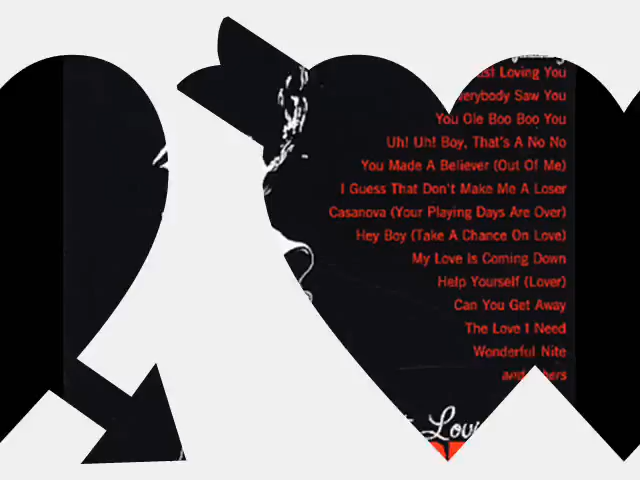 Loving You
Saw You
You Ole Boo Boo You
Uh! Uh! Boy, That's A No No
You Made A Believer (Out Of Me)
I Guess That Don't Make Me A Loser
Casanova (Your Playing Days Are Over)
Hey Boy (Take A Chance On Love)
My Love Is Coming Down
Help Yourself (Lover)
Can You Get Away
The Love I Need
Wonderful Nite